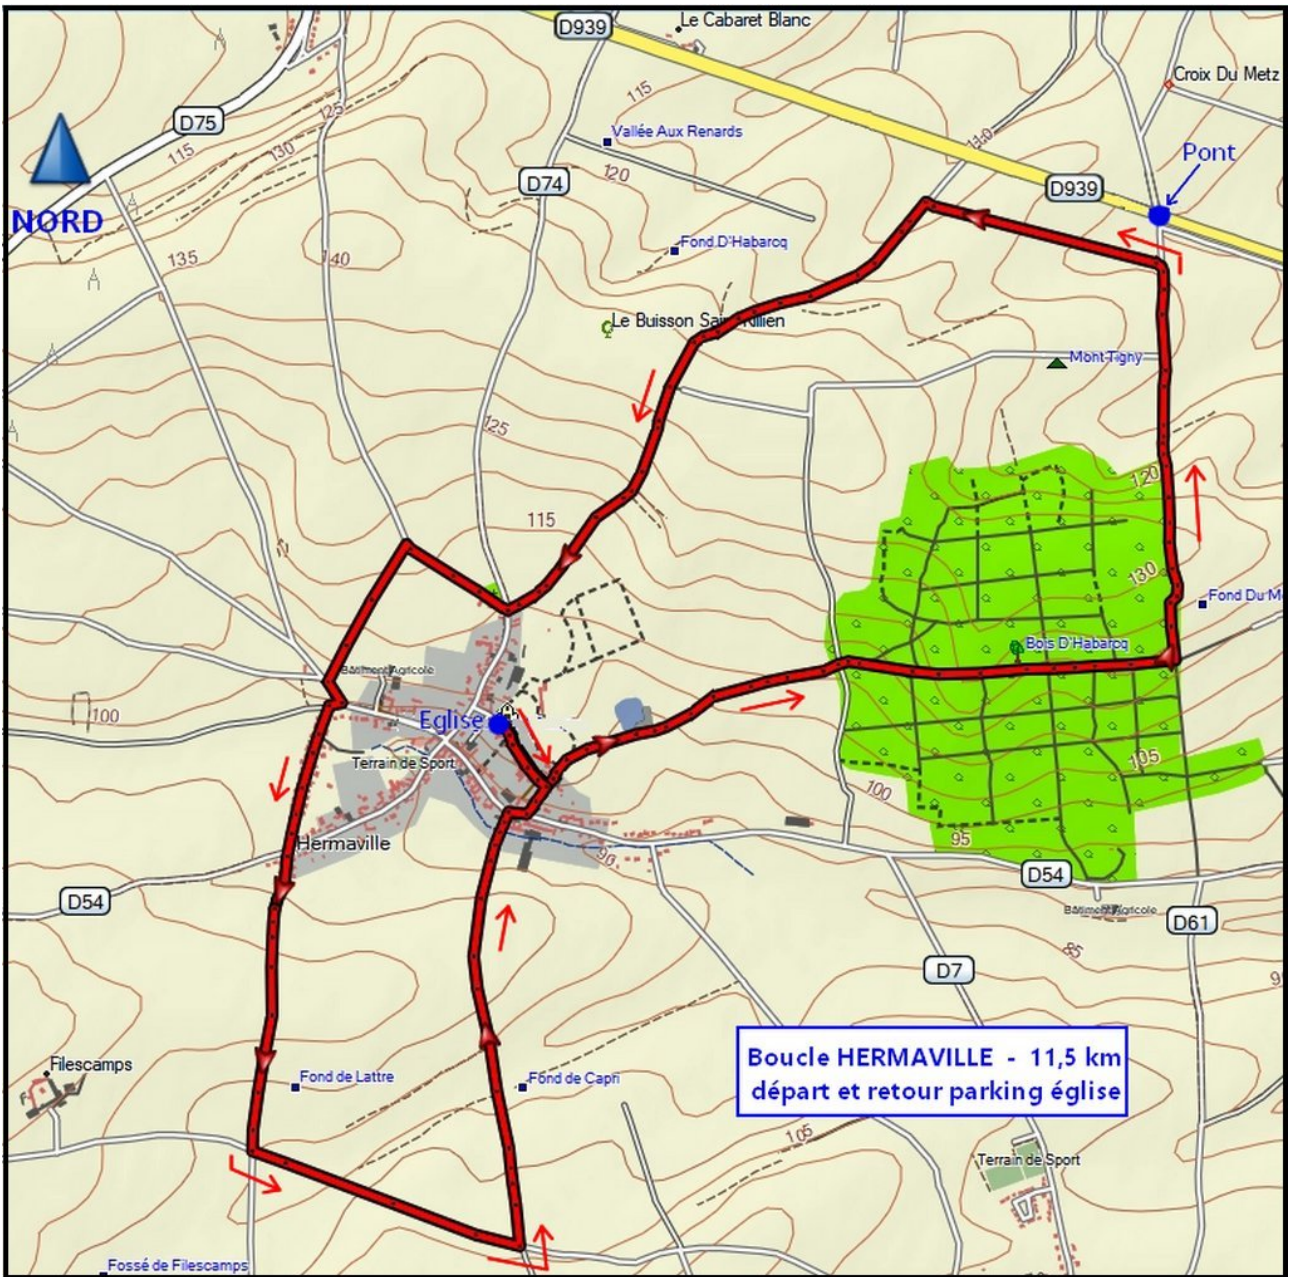 D939
Le Cabaret Blanc
Croix Du Metz
115
D75
125
Vallée Aux Renards
110
115
130
120
Pont
D74
D939
NORD
Fond D'Habarcq
135
140
Le Buisson Sain
illien
Mont Tigny
125
120
115
130
Fond Du M
Bois D'Habarcq
Bâtiment Agricole
100
Eglise
Terrain de Sport
105
100
Hermaville
95
90
D54
D54
Bâtiment Agricole
D61
85
D7
9
Boucle HERMAVILLE - 11,5 km
départ et retour parking église
Filescamps
Fond de Lattre
Fond de Capri
105
Terrain de Sport
Fossé de Filescamps